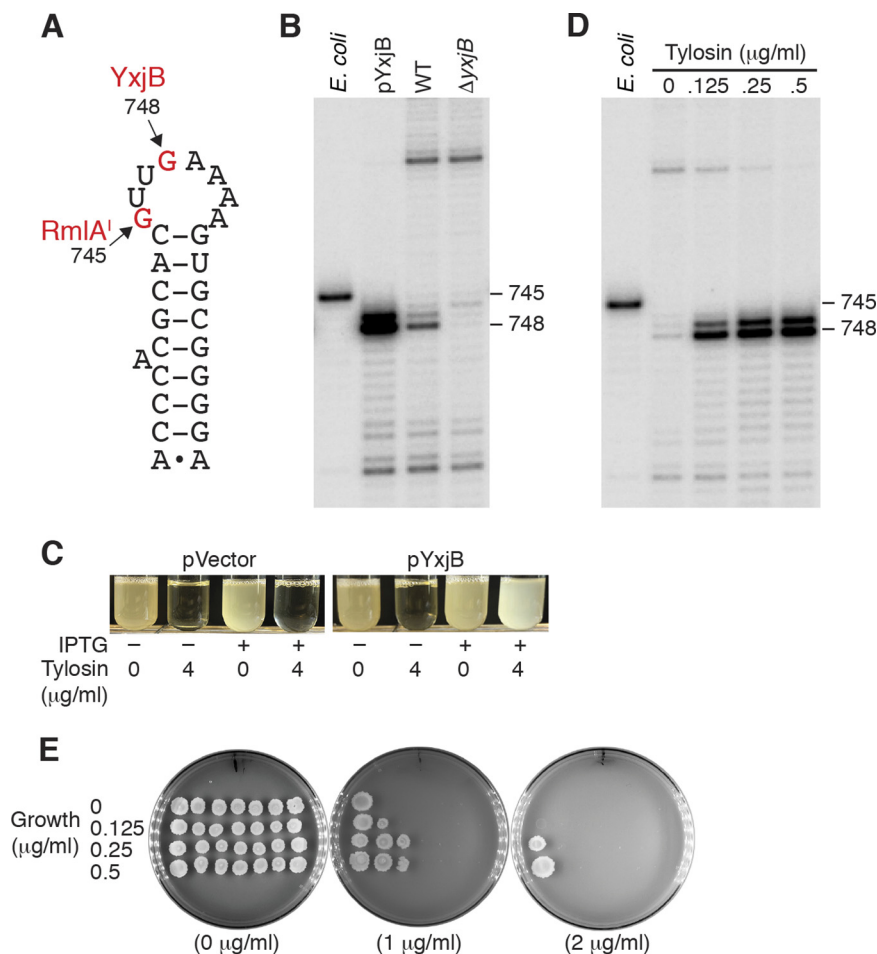 A
YxjB
748
G A
U A
U A
RmlAᴵ G A
745 C–G
A–U
C–G
G–C
A C–G
C–G
C–G
C–G
A•A
B
E. coli
pYxjB
WT
ΔyxjB
– 745
– 748
D
E. coli
Tylosin (μg/ml)
0 .125 .25 .5
– 745
– 748
C
pVector pYxjB
IPTG – – + + – – + +
Tylosin 0 4 0 4 0 4 0 4
(μg/ml)
E
Growth
(μg/ml)
0
0.125
0.25
0.5
(0 μg/ml) (1 μg/ml) (2 μg/ml)